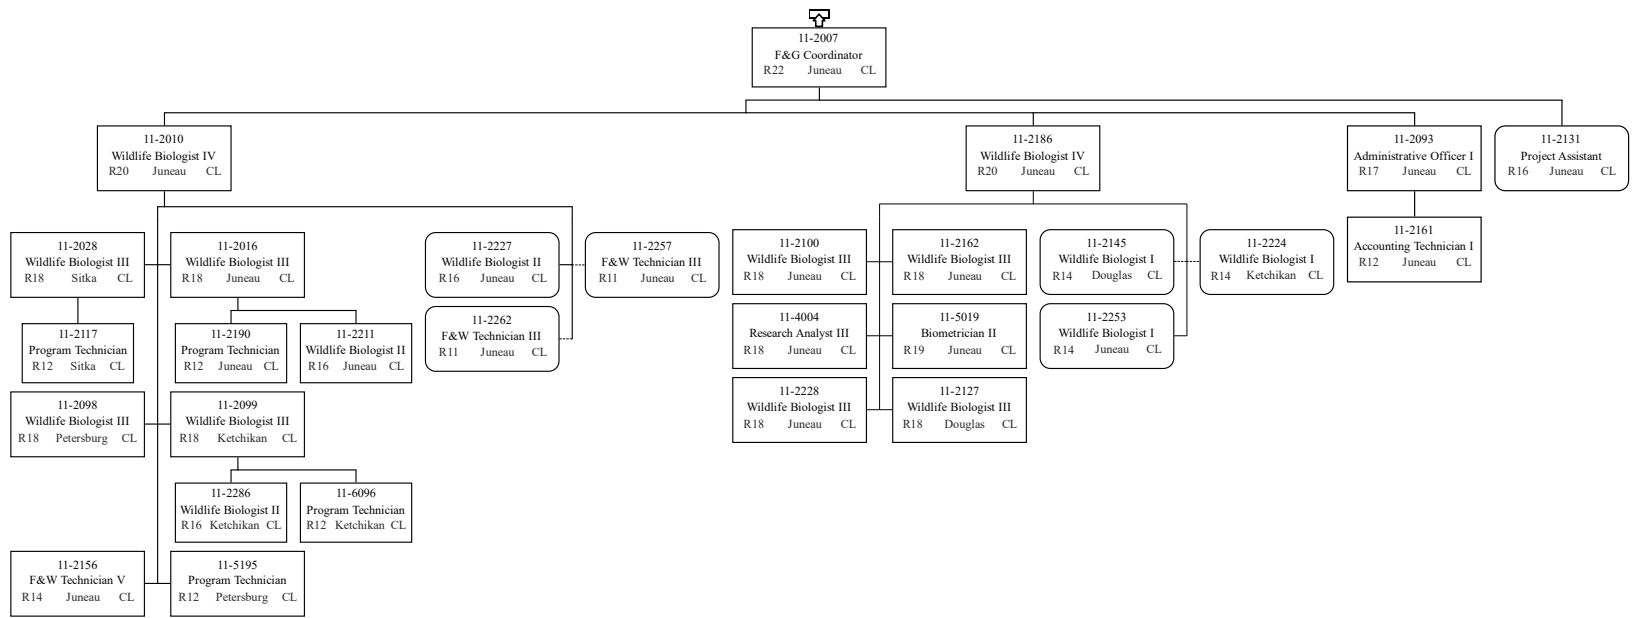 11-2007
F&G Coordinator
R22 Juneau CL
11-2010
Wildlife Biologist IV
R20 Juneau CL
11-2186
Wildlife Biologist IV
R20 Juneau CL
11-2093
Administrative Officer I
R17 Juneau CL
11-2131
Project Assistant
R16 Juneau CL
11-2028
Wildlife Biologist III
R18 Sitka CL
11-2016
Wildlife Biologist III
R18 Juneau CL
11-2227
Wildlife Biologist II
R16 Juneau CL
11-2257
F&W Technician III
R11 Juneau CL
11-2100
Wildlife Biologist III
R18 Juneau CL
11-2162
Wildlife Biologist III
R18 Juneau CL
11-2145
Wildlife Biologist I
R14 Douglas CL
11-2224
Wildlife Biologist I
R14 Ketchikan CL
11-2161
Accounting Technician I
R12 Juneau CL
11-2117
Program Technician
R12 Sitka CL
11-2190
Program Technician
R12 Juneau CL
11-2211
Wildlife Biologist II
R16 Juneau CL
11-2262
F&W Technician III
R11 Juneau CL
11-4004
Research Analyst III
R18 Juneau CL
11-5019
Biometrician II
R19 Juneau CL
11-2253
Wildlife Biologist I
R14 Juneau CL
11-2098
Wildlife Biologist III
R18 Petersburg CL
11-2099
Wildlife Biologist III
R18 Ketchikan CL
11-2228
Wildlife Biologist III
R18 Juneau CL
11-2127
Wildlife Biologist III
R18 Douglas CL
11-2286
Wildlife Biologist II
R16 Ketchikan CL
11-6096
Program Technician
R12 Ketchikan CL
11-2156
F&W Technician V
R14 Juneau CL
11-5195
Program Technician
R12 Petersburg CL